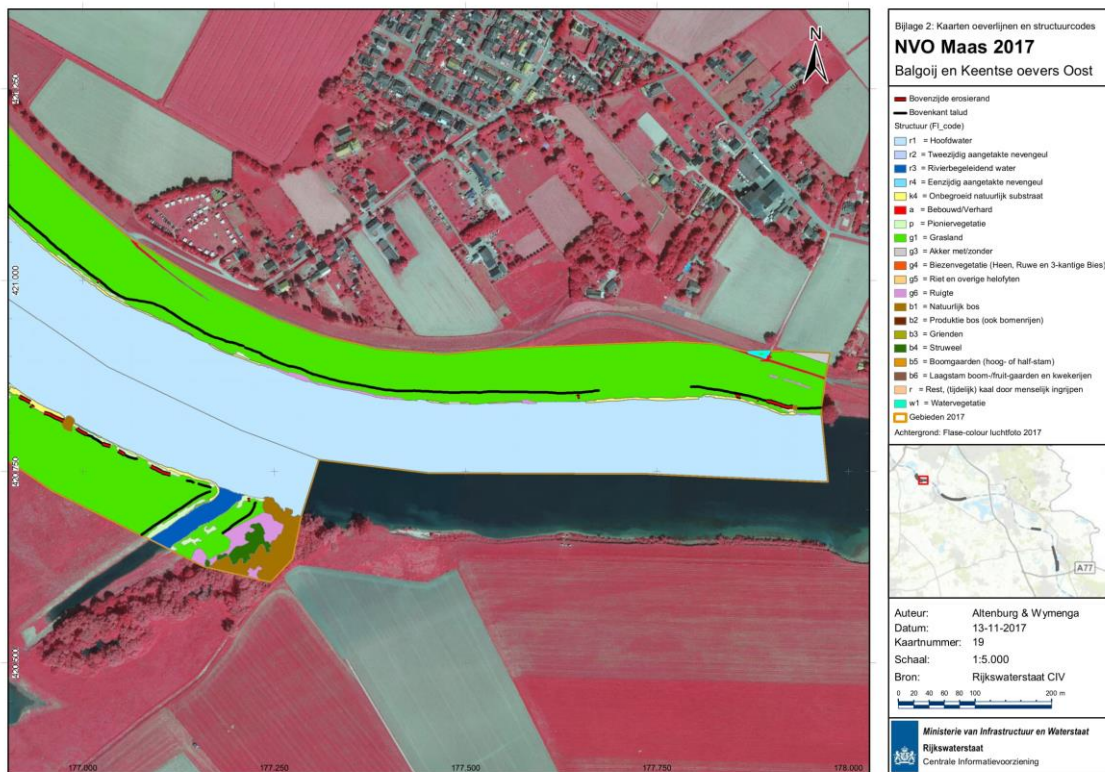 Bijlage 2: Kaarten oeverlijnen en structuurcodes
NVO Maas 2017
Balgoij en Keentse oevers Oost
N
Bovenzijde erosierand
Bovenkant talud
Structuur (Fl_code)
r1 = Hoofdwater
r2 = Tweezijdig aangetakte nevengeul
r3 = Rivierbegeleidend water
r4 = Eenzijdig aangetakte nevengeul
k4 = Onbegroeid natuurlijk substraat
a = Bebouwd/Verhard
p = Pioniervegetatie
g1 = Grasland
g3 = Akker met/zonder
g4 = Biezenvegetatie (Heen, Ruwe en 3-kantige Bies)
g5 = Riet en overige helofyten
g6 = Ruigte
b1 = Natuurlijk bos
b2 = Produktie bos (ook bomenrijen)
b3 = Grienden
b4 = Struweel
b5 = Boomgaarden (hoog- of half-stam)
b6 = Laagstam boom-/fruit-gaarden en kwekerijen
r = Rest, (tijdelijk) kaal door menselijk ingrijpen
w1 = Watervegetatie
Gebieden 2017
Achtergrond: Flase-colour luchtfoto 2017
A77
Auteur: Altenburg & Wymenga
Datum: 13-11-2017
Kaartnummer: 19
Schaal: 1:5.000
Bron: Rijkswaterstaat CIV
0 20 40 60 80 100 200 m
Ministerie van Infrastructuur en Waterstaat
Rijkswaterstaat
Centrale Informatievoorziening
421.000
420.750
420.500
177.000 177.250 177.500 177.750 178.000